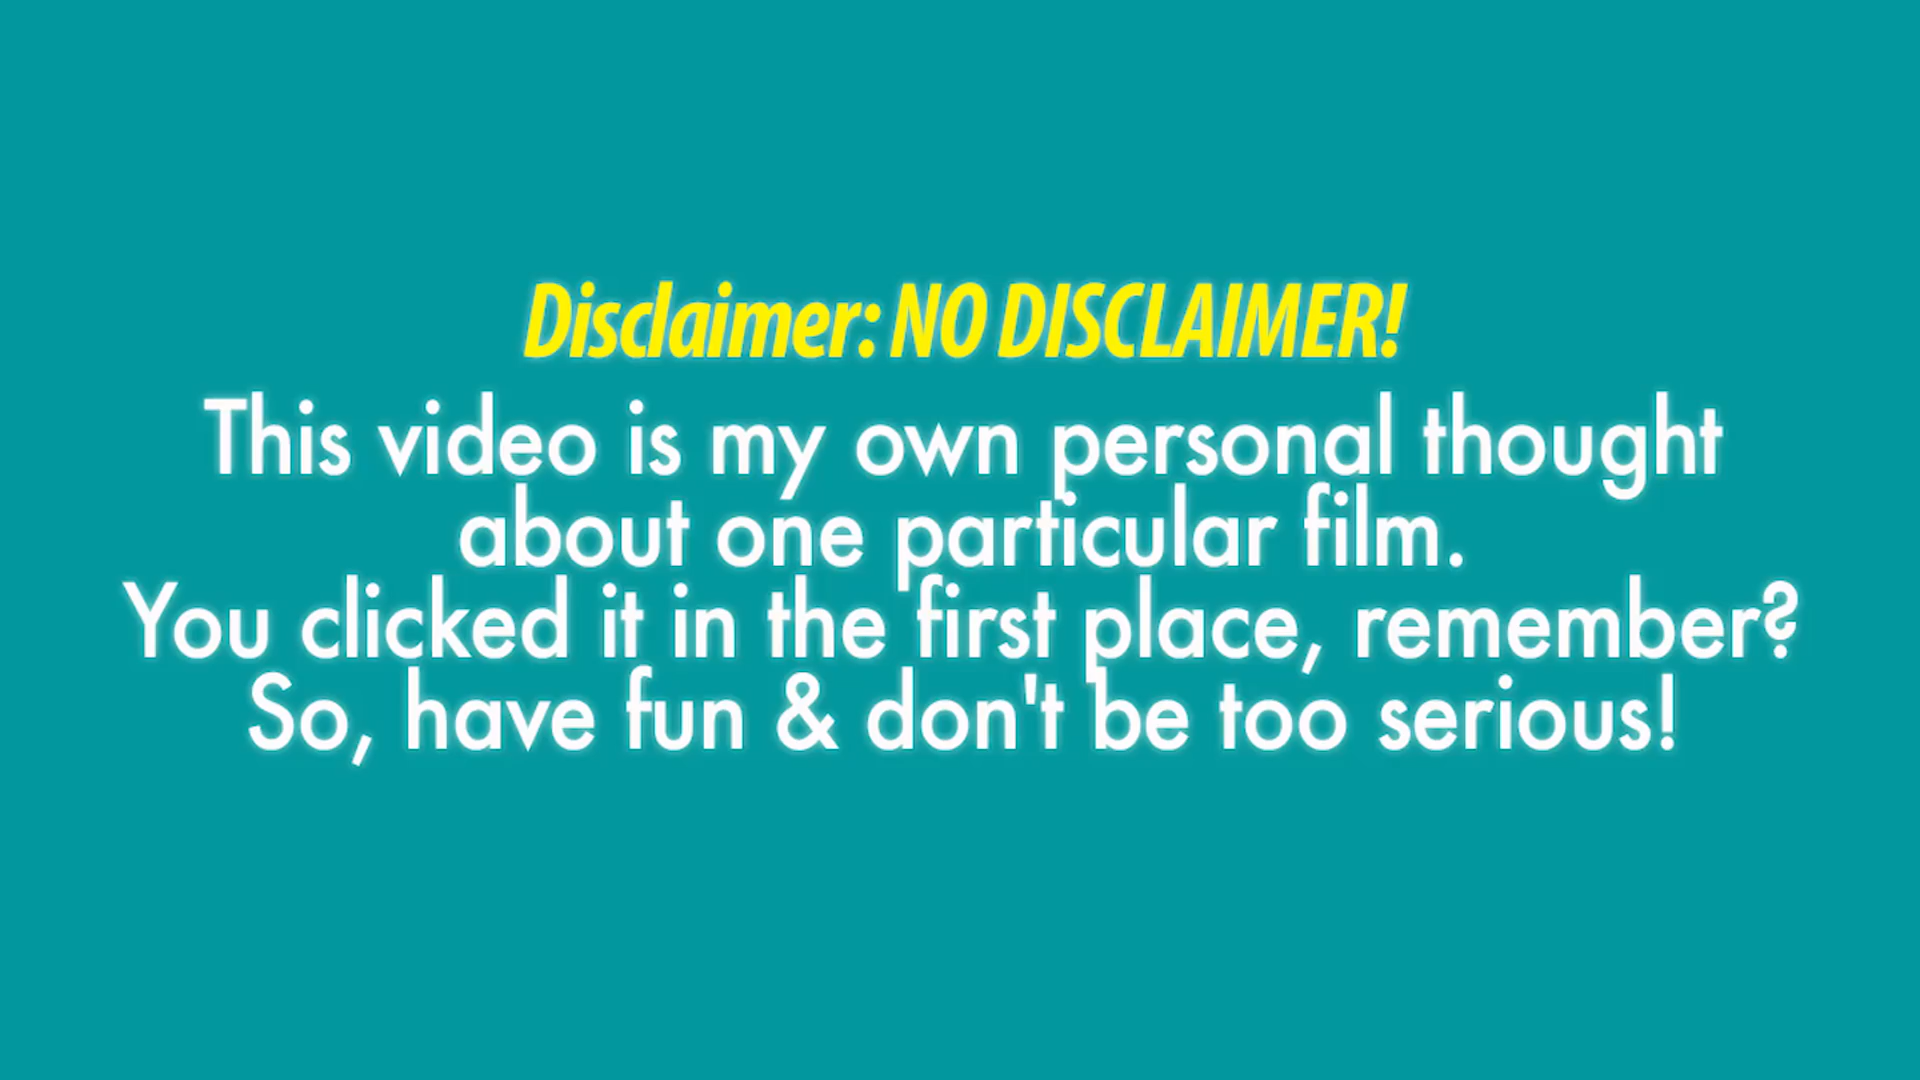 Disclaimer: NO DISCLAIMER!
This video is my own personal thought
about one particular film.
You clicked it in the first place, remember?
So, have fun & don't be too serious!